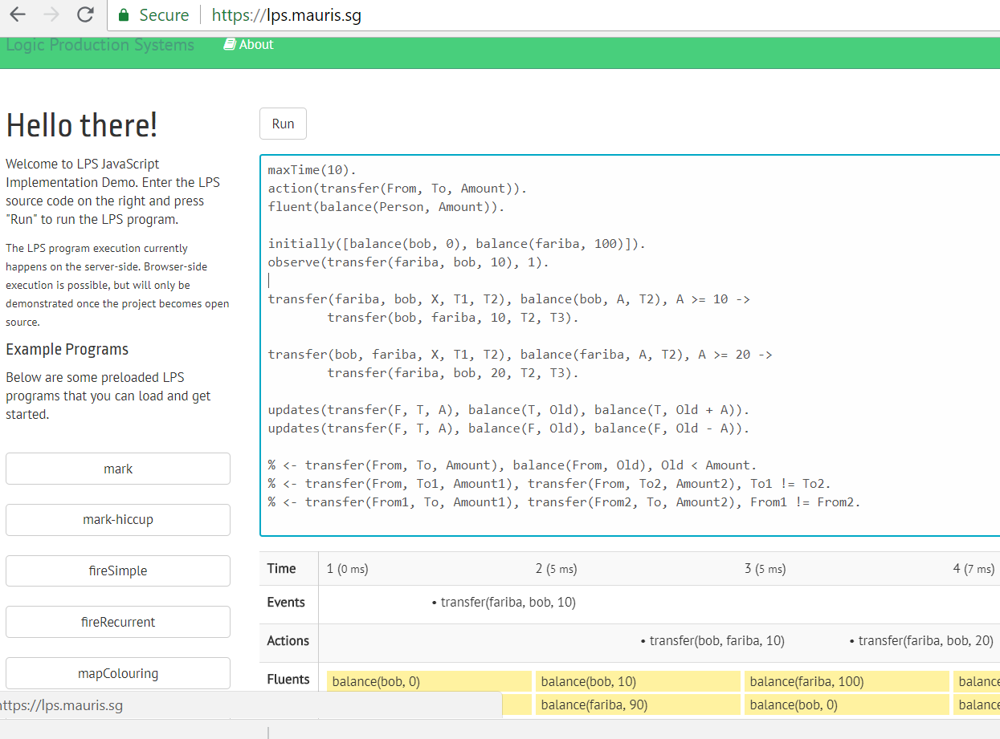 Secure https://lps.mauris.sg
Logic Production Systems About
Hello there!
Welcome to LPS JavaScript
Implementation Demo. Enter the LPS
source code on the right and press
"Run" to run the LPS program.
The LPS program execution currently
happens on the server-side. Browser-side
execution is possible, but will only be
demonstrated once the project becomes open
source.
Example Programs
Below are some preloaded LPS
programs that you can load and get
started.
mark
mark-hiccup
fireSimple
fireRecurrent
mapColouring
Run
maxTime(10).
action(transfer(From, To, Amount)).
fluent(balance(Person, Amount)).
initially([balance(bob, 0), balance(fariba, 100)]).
observe(transfer(fariba, bob, 10), 1).
transfer(fariba, bob, X, T1, T2), balance(bob, A, T2), A >= 10 ->
transfer(bob, fariba, 10, T2, T3).
transfer(bob, fariba, X, T1, T2), balance(fariba, A, T2), A >= 20 ->
transfer(fariba, bob, 20, T2, T3).
updates(transfer(F, T, A), balance(T, Old), balance(T, Old + A)).
updates(transfer(F, T, A), balance(F, Old), balance(F, Old - A)).
% <- transfer(From, To, Amount), balance(From, Old), Old < Amount.
% <- transfer(From, To1, Amount1), transfer(From, To2, Amount2), To1 != To2.
% <- transfer(From1, To, Amount1), transfer(From2, To, Amount2), From1 != From2.
Time 1 (0 ms) 2 (5 ms) 3 (5 ms) 4 (7 ms)
Events • transfer(fariba, bob, 10)
Actions • transfer(bob, fariba, 10) • transfer(fariba, bob, 20)
Fluents balance(bob, 0) balance(bob, 10) balance(fariba, 100) balance
balance(fariba, 90) balance(bob, 0) balance
ttps://lps.mauris.sg